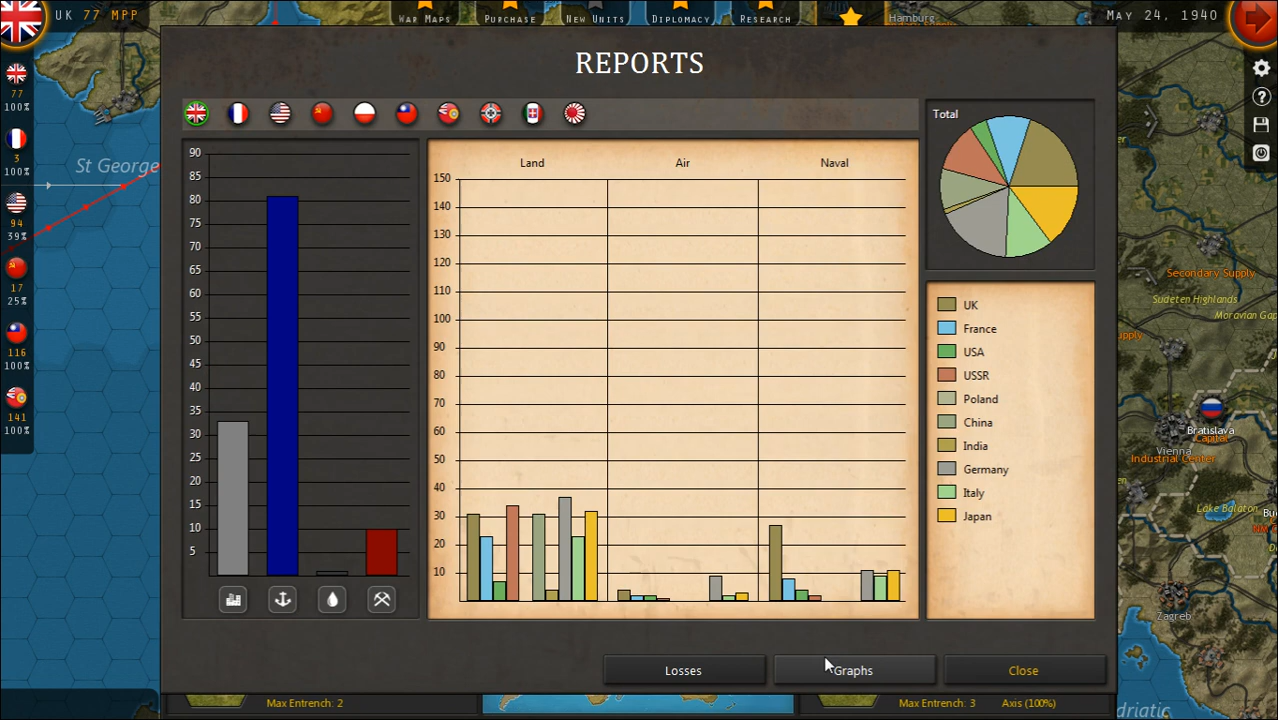 UK 77 MPP
WAR MAPS
PURCHASE
NEW UNITS
DIPLOMACY
RESEARCH
Hamburg
MAY 24, 1940
REPORTS
77
100%
3
100%
94
39%
17
25%
116
100%
141
100%
St George
90
85
80
75
70
65
60
55
50
45
40
35
30
25
20
15
10
5
Land Air Naval
150
140
130
120
110
100
90
80
70
60
50
40
30
20
10
Total
UK
France
USA
USSR
Poland
China
India
Germany
Italy
Japan
Losses
Graphs
Close
Secondary Supply
Sudeten Highlands
Moravian Gap
upply
Bratislava
Capital
Vienna
Industrial Center
Lake Balaton
Zagreb
driatic
Max Entrench: 2
Max Entrench: 3
Axis (100%)